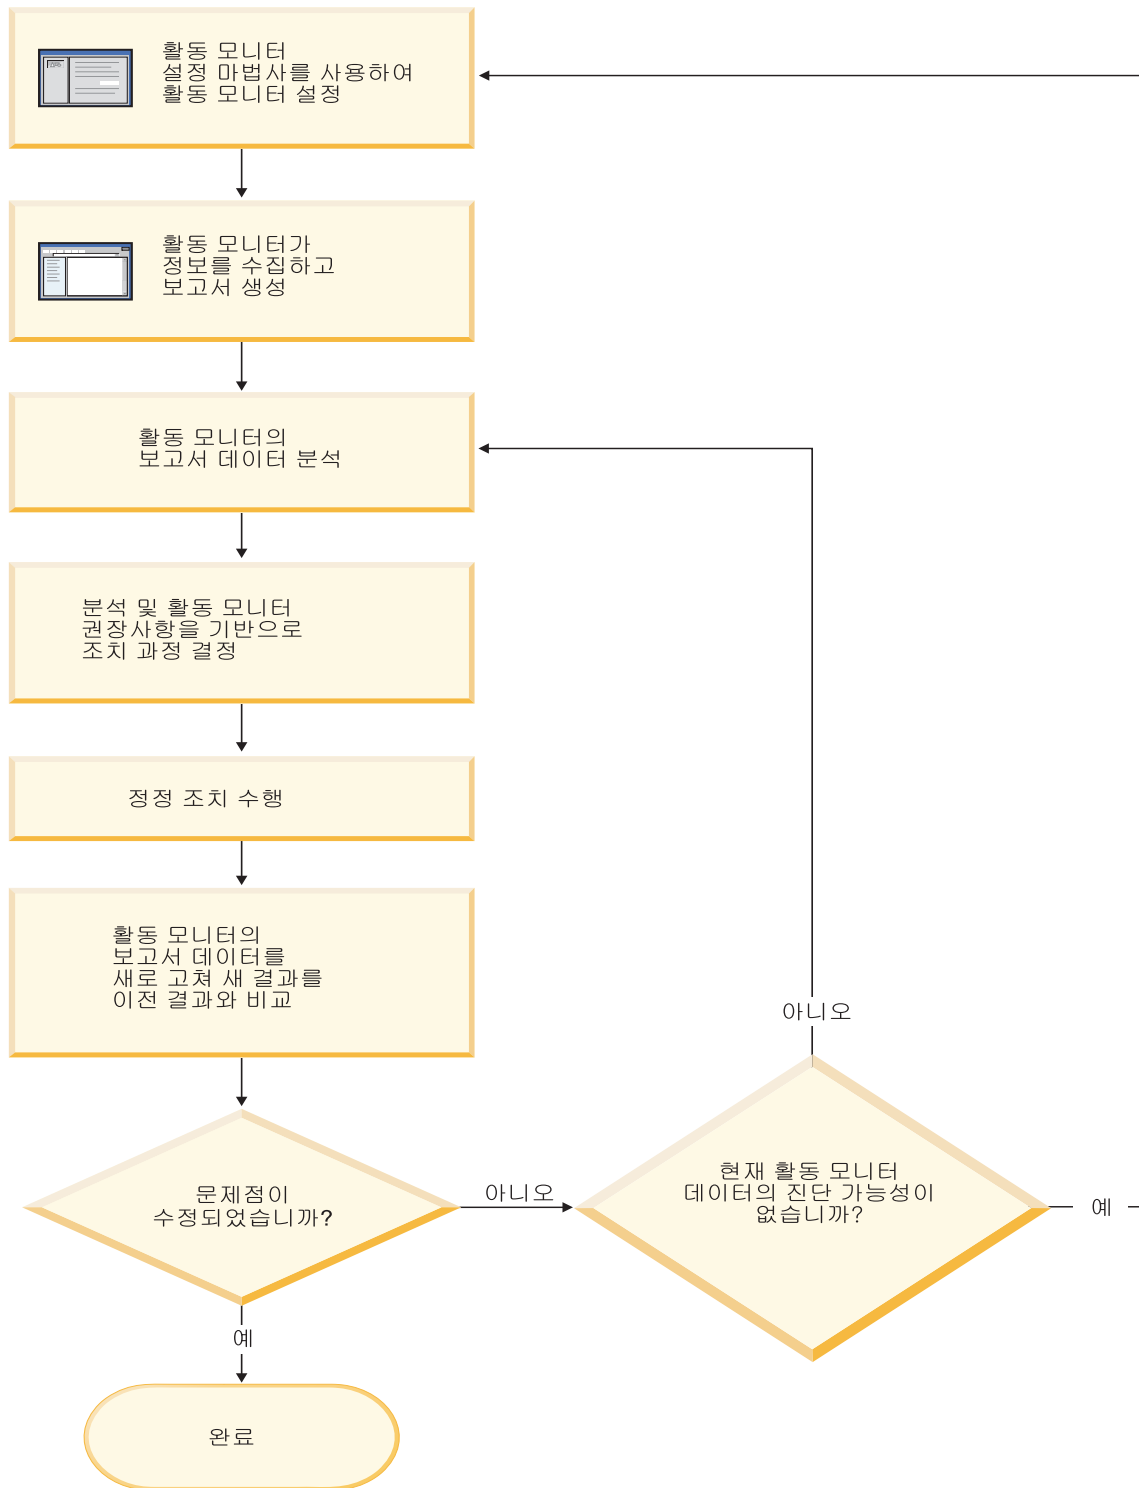 활동 모니터
설정 마법사를 사용하여
활동 모니터 설정
활동 모니터가
정보를 수집하고
보고서 생성
활동 모니터의
보고서 데이터 분석
분석 및 활동 모니터
권장사항을 기반으로
조치 과정 결정
정정 조치 수행
활동 모니터의
보고서 데이터를
새로 고쳐 새 결과를
이전 결과와 비교
문제점이
수정되었습니까?
아니오
현재 활동 모니터
데이터의 진단 가능성이
없습니까?
아니오
예
예
완료